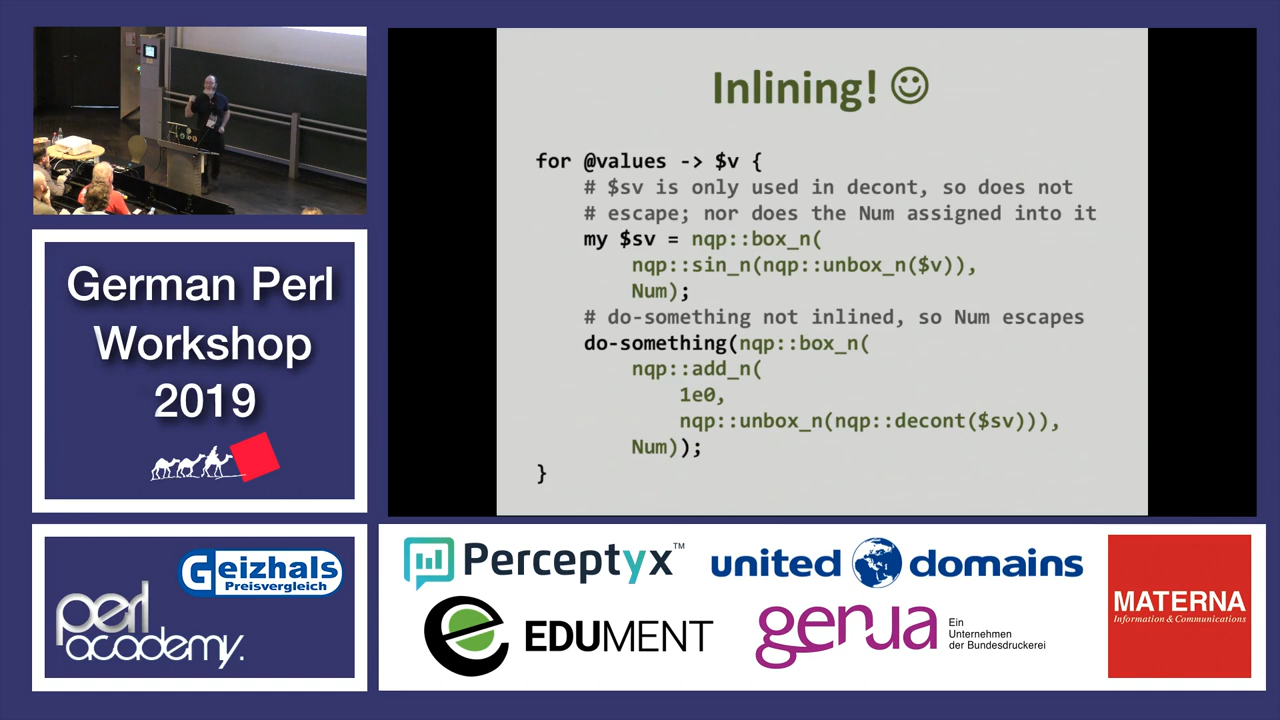 Inlining! ☺
for @values -> $v {
    # $sv is only used in decont, so does not
    # escape; nor does the Num assigned into it
    my $sv = nqp::box_n(
        nqp::sin_n(nqp::unbox_n($v)),
        Num);
    # do-something not inlined, so Num escapes
    do-something(nqp::box_n(
        nqp::add_n(
            1e0,
            nqp::unbox_n(nqp::decont($sv))),
        Num));
}
German Perl
Workshop
2019
Geizhals
Preisvergleich
perl
academy.
Perceptyx™
united domains
EDUMENT
genua
Ein
Unternehmen
der Bundesdruckerei
MATERNA
Information & Communications